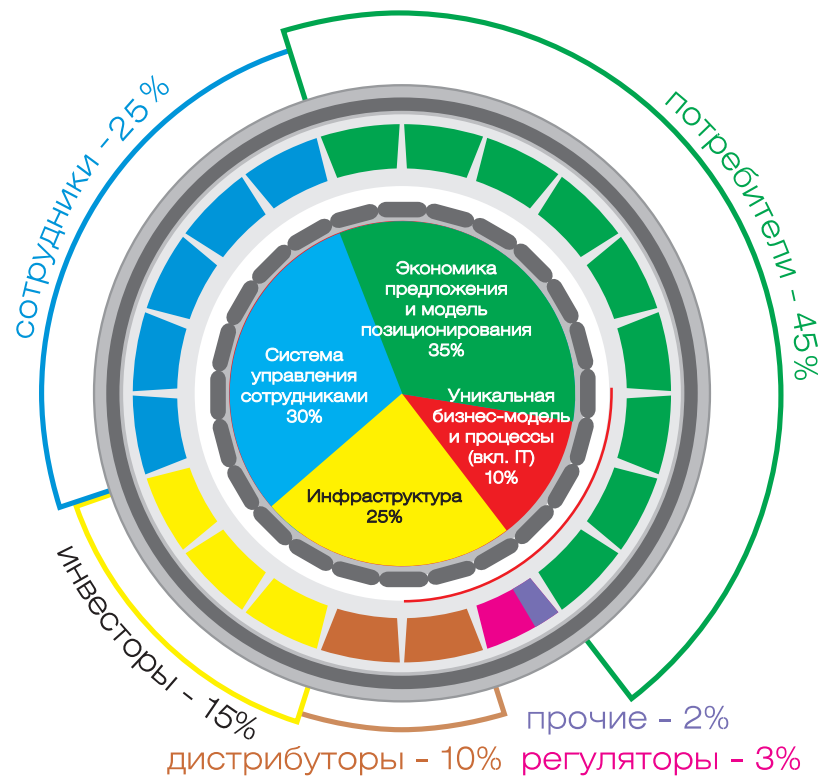 сотрудники - 25%
потребители - 45%
Экономика
предложения
и модель
позиционирования
35%
Система
управления
сотрудниками
30%
Уникальная
бизнес-модель
и процессы
(вкл. IT)
10%
Инфраструктура
25%
инвесторы - 15%
прочие - 2%
дистрибуторы - 10%
регуляторы - 3%